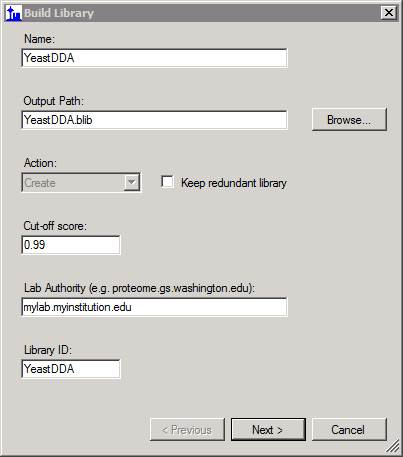 Build Library
Name:
YeastDDA
Output Path:
YeastDDA.blib
Browse...
Action:
Create
Keep redundant library
Cut-off score:
0.99
Lab Authority (e.g. proteome.gs.washington.edu):
mylab.myinstitution.edu
Library ID:
YeastDDA
< Previous
Next >
Cancel